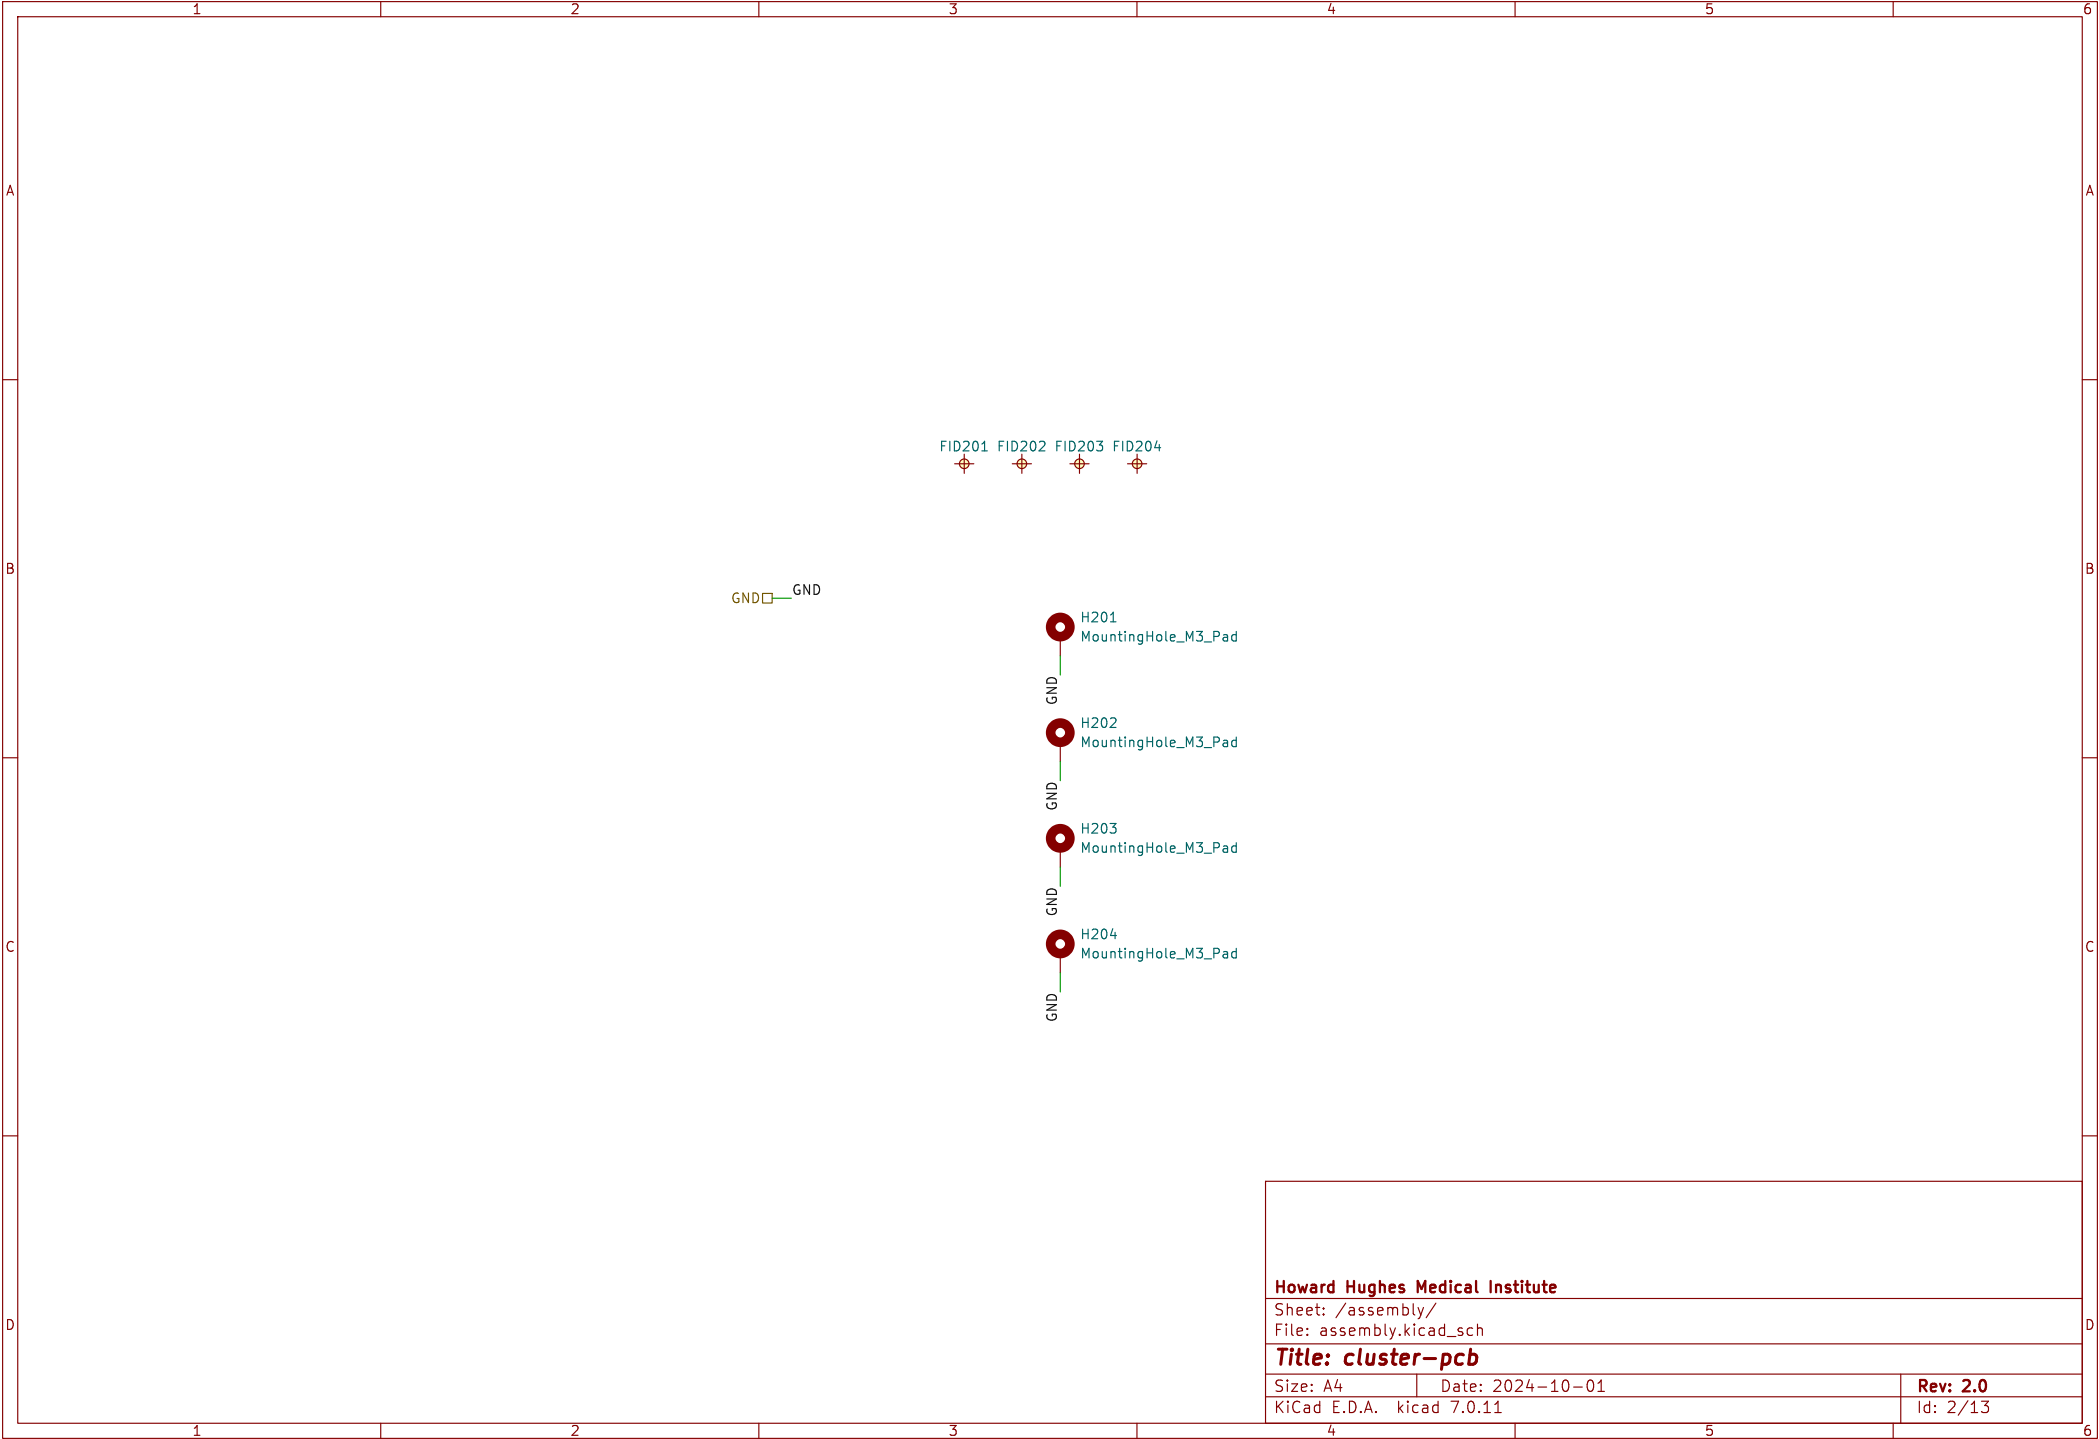 1 2 3 4 5 6
A A
FID201 FID202 FID203 FID204
B B
GND GND
H201
MountingHole_M3_Pad
GND
H202
MountingHole_M3_Pad
GND
H203
MountingHole_M3_Pad
GND
H204
MountingHole_M3_Pad
C C
GND
Howard Hughes Medical Institute
Sheet: /assembly/
File: assembly.kicad_sch
D D
Title: cluster-pcb
Size: A4 Date: 2024-10-01 Rev: 2.0
KiCad E.D.A. kicad 7.0.11 Id: 2/13
1 2 3 4 5 6